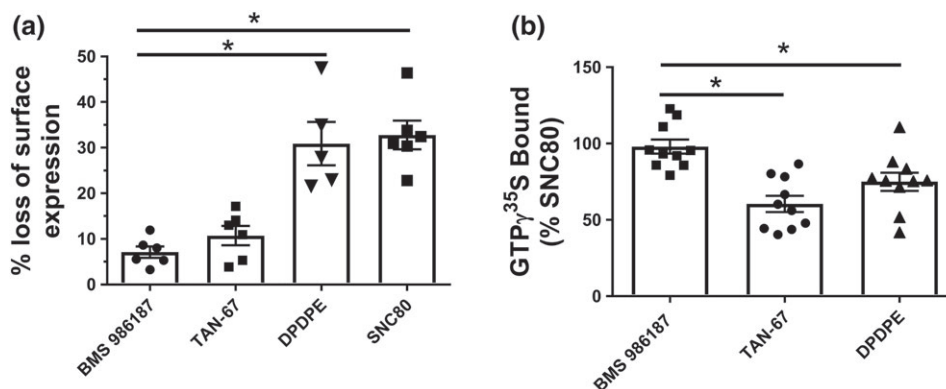 (a)
*
*
% loss of surface
expression
50
40
30
20
10
0
BMS 986187
TAN-67
DPDPE
SNC80
(b)
*
*
GTPγ³⁵S Bound
(% SNC80)
150
100
50
0
BMS 986187
TAN-67
DPDPE